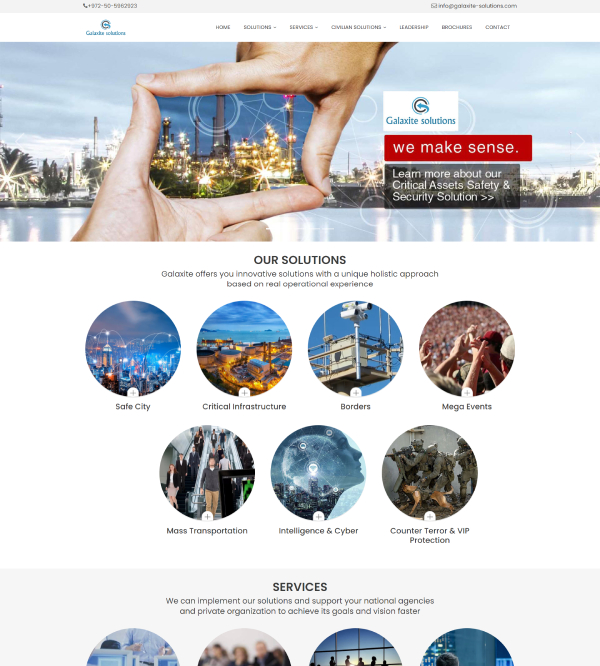 +972-50-5962923
info@galaxite-solutions.com
Galaxite solutions
HOME SOLUTIONS SERVICES CIVILIAN SOLUTIONS LEADERSHIP BROCHURES CONTACT
Galaxite solutions
we make sense.
Learn more about our
Critical Assets Safety &
Security Solution >>
OUR SOLUTIONS
Galaxite offers you innovative solutions with a unique holistic approach
based on real operational experience
Safe City
Critical Infrastructure
Borders
Mega Events
Mass Transportation
Intelligence & Cyber
Counter Terror & VIP
Protection
SERVICES
We can implement our solutions and support your national agencies
and private organization to achieve its goals and vision faster